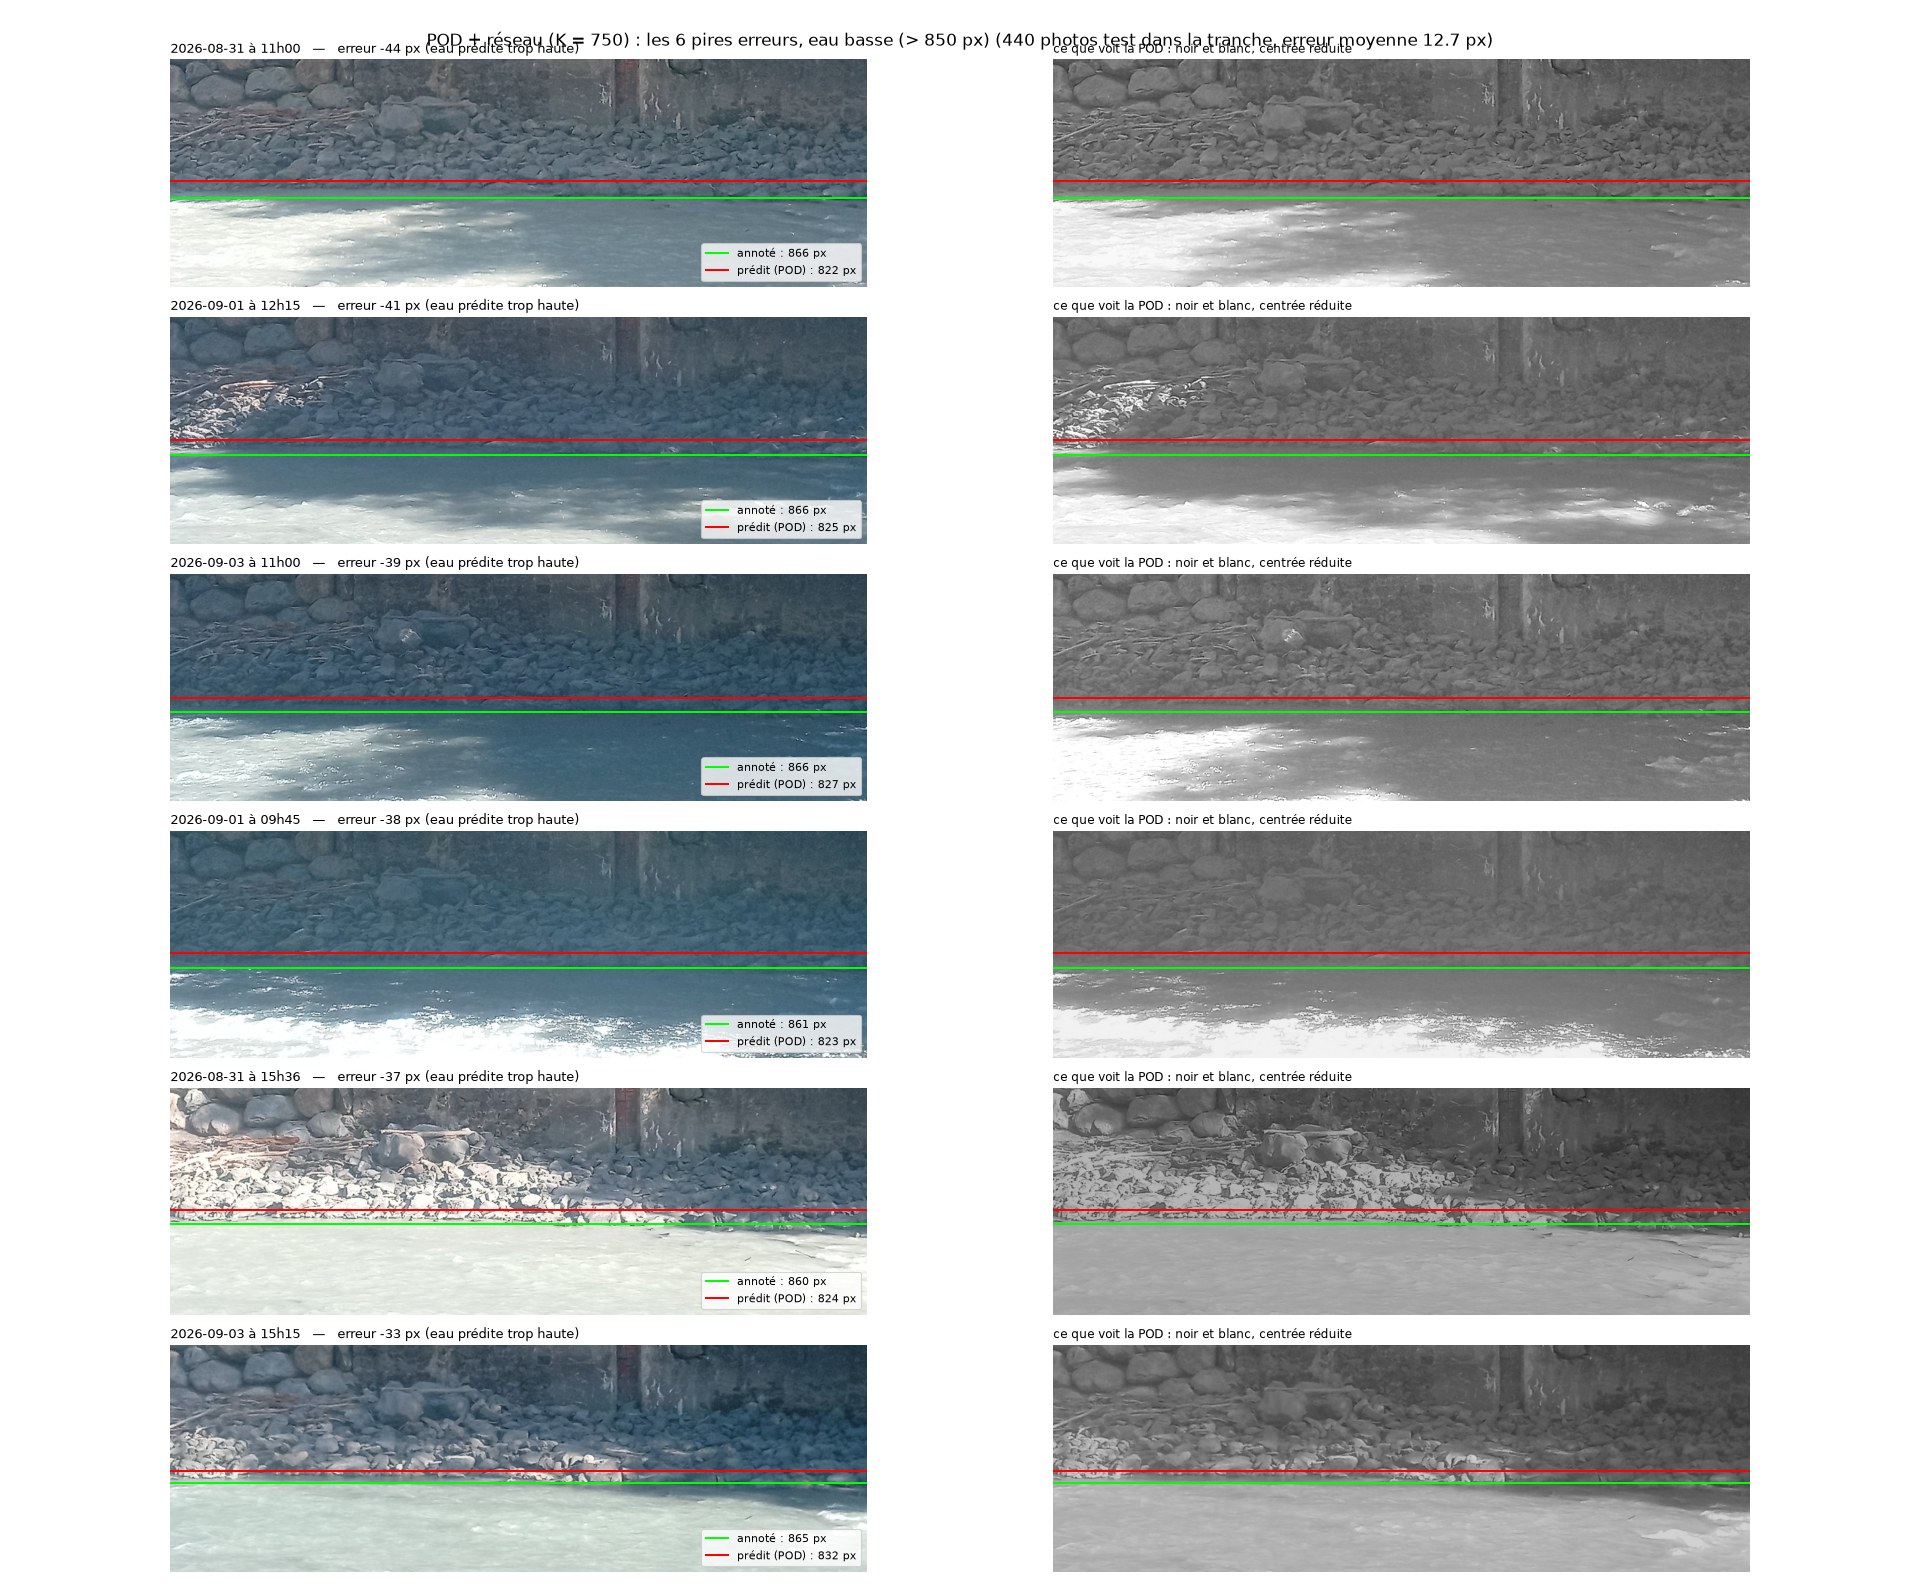 POD + réseau (K = 750) : les 6 pires erreurs, eau basse (> 850 px) (440 photos test dans la tranche, erreur moyenne 12.7 px)
2026-08-31 à 11h00 — erreur -44 px (eau prédite trop haute)
ce que voit la POD : noir et blanc, centrée réduite
annoté : 866 px
prédit (POD) : 822 px
2026-09-01 à 12h15 — erreur -41 px (eau prédite trop haute)
ce que voit la POD : noir et blanc, centrée réduite
annoté : 866 px
prédit (POD) : 825 px
2026-09-03 à 11h00 — erreur -39 px (eau prédite trop haute)
ce que voit la POD : noir et blanc, centrée réduite
annoté : 866 px
prédit (POD) : 827 px
2026-09-01 à 09h45 — erreur -38 px (eau prédite trop haute)
ce que voit la POD : noir et blanc, centrée réduite
annoté : 861 px
prédit (POD) : 823 px
2026-08-31 à 15h36 — erreur -37 px (eau prédite trop haute)
ce que voit la POD : noir et blanc, centrée réduite
annoté : 860 px
prédit (POD) : 824 px
2026-09-03 à 15h15 — erreur -33 px (eau prédite trop haute)
ce que voit la POD : noir et blanc, centrée réduite
annoté : 865 px
prédit (POD) : 832 px